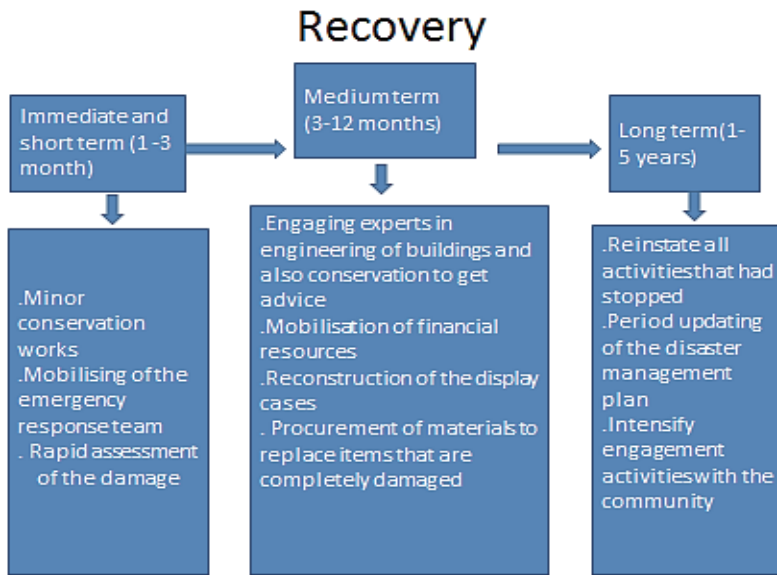 Recovery
Immediate and
short term (1-3
month)
Medium term
(3-12 months)
Long term(1-
5 years)
.Minor
conservation
works
.Mobilising of the
emergency
response team
. Rapid assessment
of the damage
.Engaging experts in
engineering of buildings and
also conservation to get
advice
.Mobilisation of financial
resources
.Reconstruction of the display
cases
. Procurement of materials to
replace items that are
completely damaged
.Reinstate all
activities that had
stopped
.Period updating
of the disaster
management
plan
.Intensify
engagement
activities with the
community